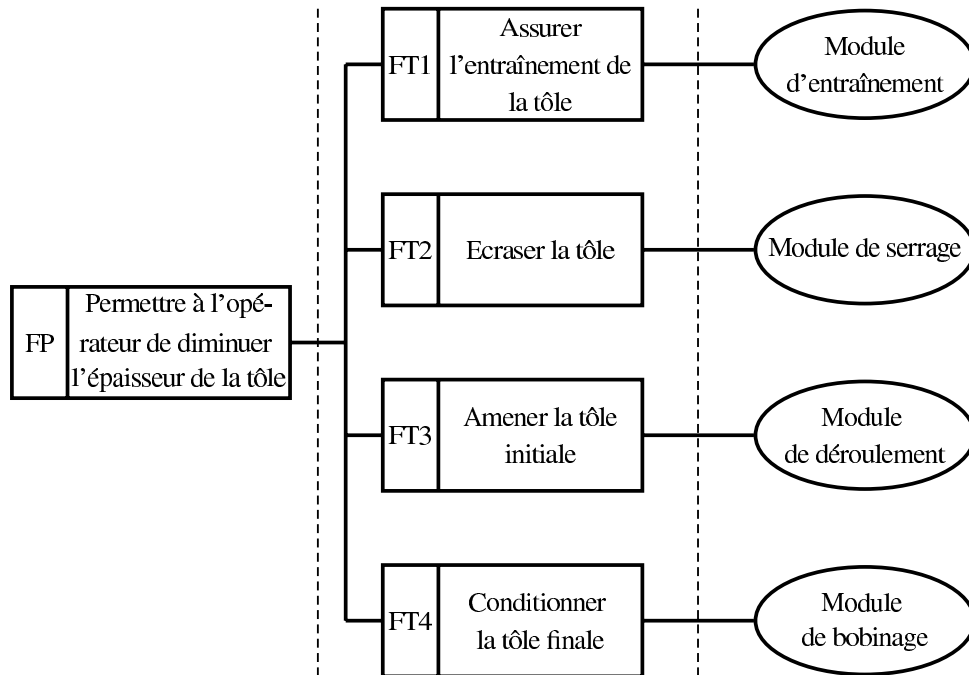 FP
Permettre à l'opé-
rateur de diminuer
l'épaisseur de la tôle
FT1
Assurer
l'entraînement de
la tôle
Module
d'entraînement
FT2
Ecraser la tôle
Module de serrage
FT3
Amener la tôle
initiale
Module
de déroulement
FT4
Conditionner
la tôle finale
Module
de bobinage